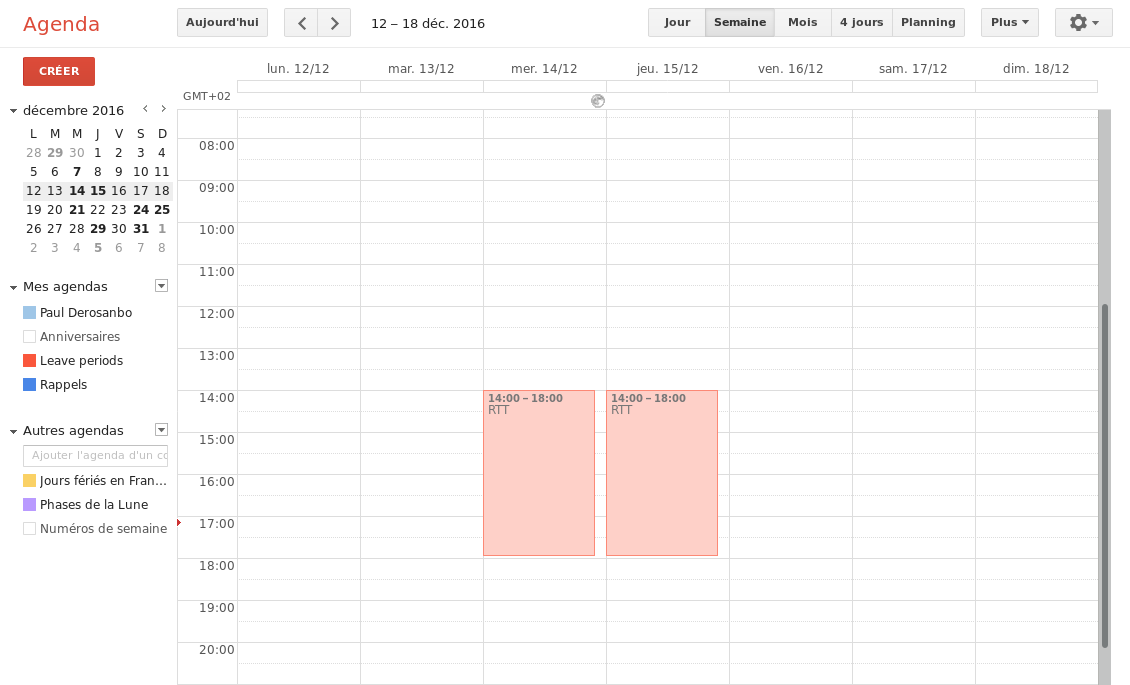 Agenda
Aujourd'hui
12 – 18 déc. 2016
Jour Semaine Mois 4 jours Planning
Plus
CRÉER
décembre 2016
L M M J V S D
28 29 30 1 2 3 4
5 6 7 8 9 10 11
12 13 14 15 16 17 18
19 20 21 22 23 24 25
26 27 28 29 30 31 1
2 3 4 5 6 7 8
Mes agendas
Paul Derosanbo
Anniversaires
Leave periods
Rappels
Autres agendas
Ajouter l'agenda d'un co
Jours fériés en Fran...
Phases de la Lune
Numéros de semaine
lun. 12/12 mar. 13/12 mer. 14/12 jeu. 15/12 ven. 16/12 sam. 17/12 dim. 18/12
GMT+02
08:00
09:00
10:00
11:00
12:00
13:00
14:00
15:00
16:00
17:00
18:00
19:00
20:00
14:00 – 18:00
RTT
14:00 – 18:00
RTT